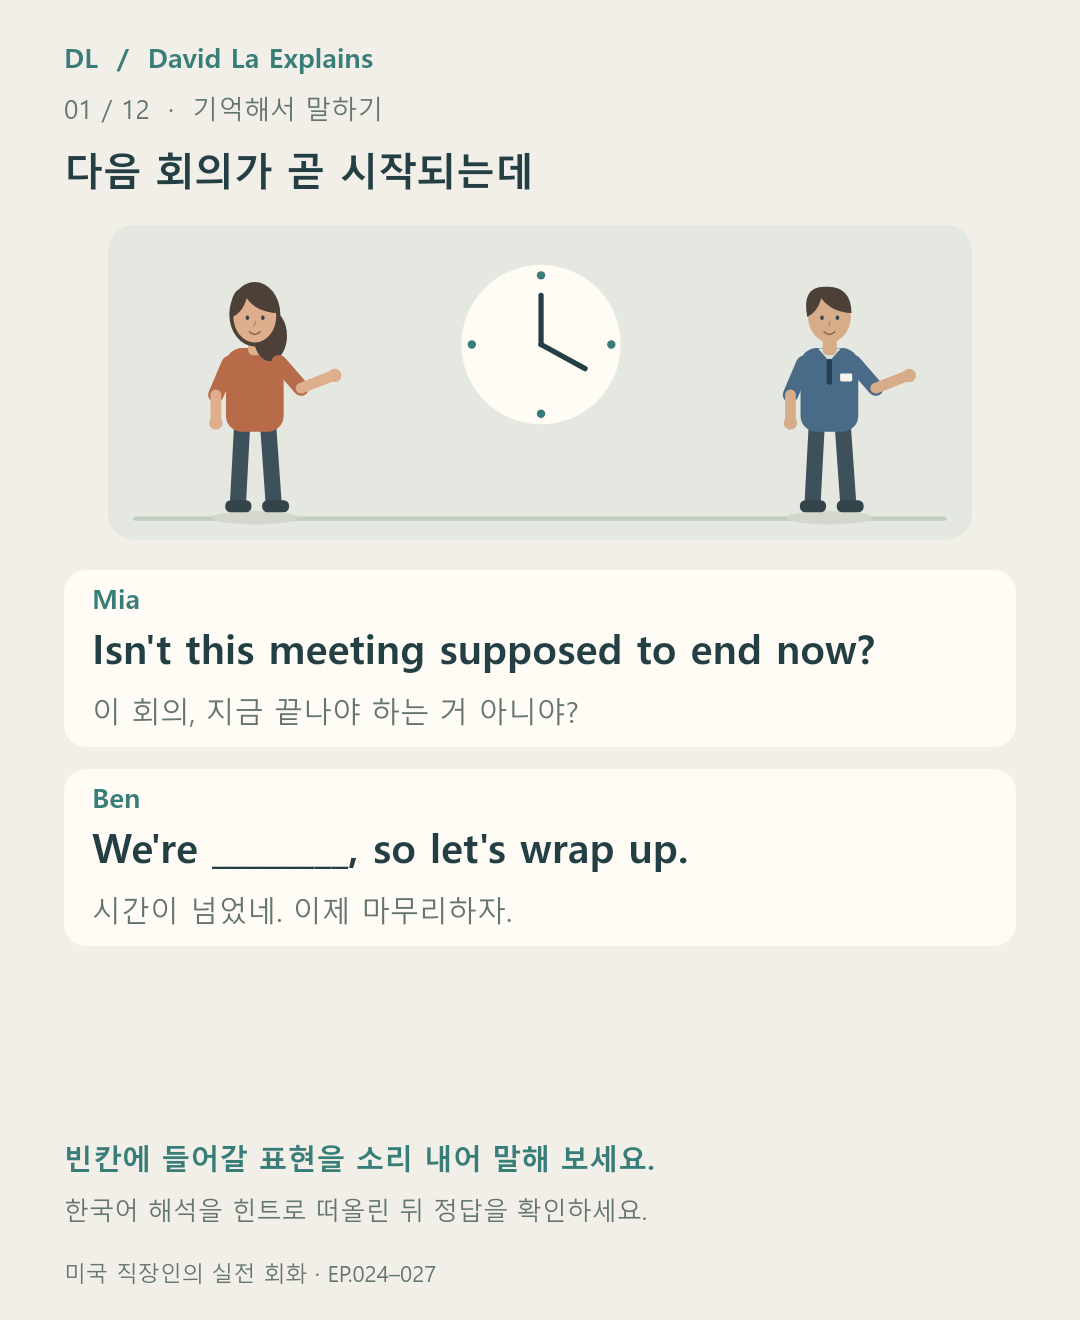 DL / David La Explains
01 / 12 · 기억해서 말하기
다음 회의가 곧 시작되는데
Mia
Isn't this meeting supposed to end now?
이 회의, 지금 끝나야 하는 거 아니야?
Ben
We're ________, so let's wrap up.
시간이 넘었네. 이제 마무리하자.
빈칸에 들어갈 표현을 소리 내어 말해 보세요.
한국어 해석을 힌트로 떠올린 뒤 정답을 확인하세요.
미국 직장인의 실전 회화 · EP.024–027